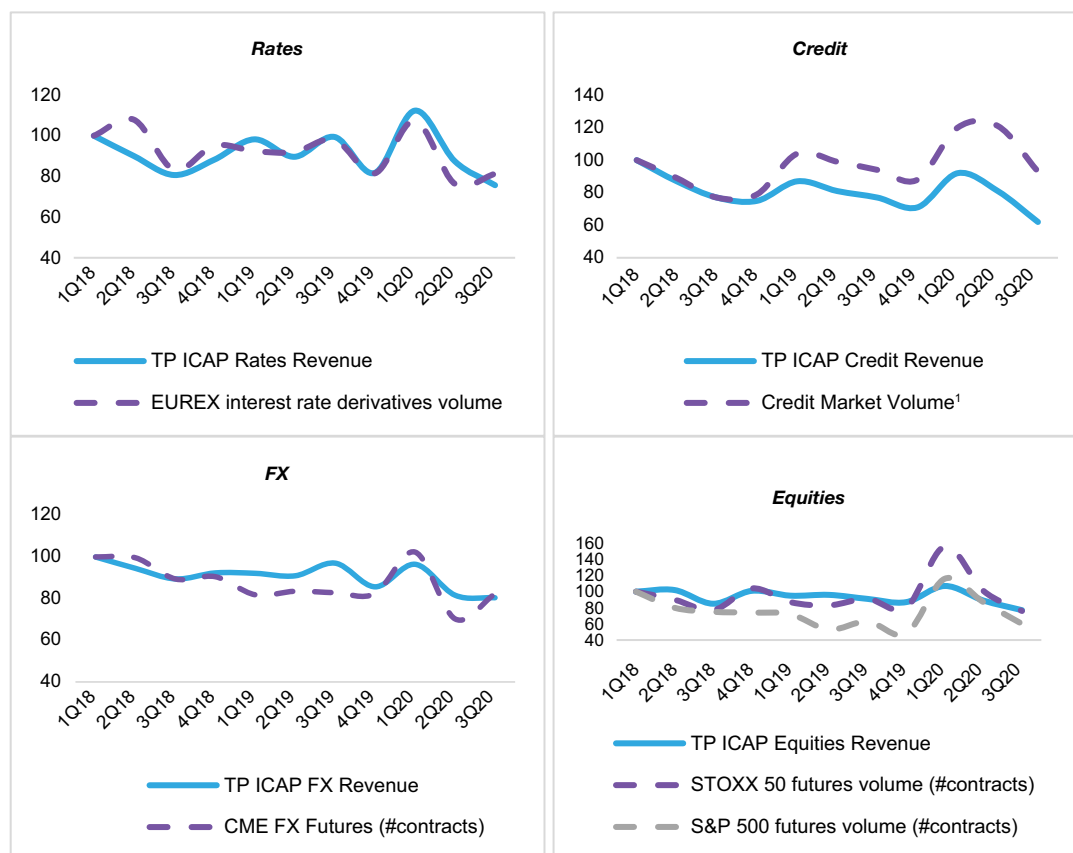 Rates
120
100
80
60
40
1Q18
2Q18
3Q18
4Q18
1Q19
2Q19
3Q19
4Q19
1Q20
2Q20
3Q20
TP ICAP Rates Revenue
EUREX interest rate derivatives volume
Credit
140
120
100
80
60
40
1Q18
2Q18
3Q18
4Q18
1Q19
2Q19
3Q19
4Q19
1Q20
2Q20
3Q20
TP ICAP Credit Revenue
Credit Market Volume¹
FX
120
100
80
60
40
1Q18
2Q18
3Q18
4Q18
1Q19
2Q19
3Q19
4Q19
1Q20
2Q20
3Q20
TP ICAP FX Revenue
CME FX Futures (#contracts)
Equities
160
140
120
100
80
60
40
1Q18
2Q18
3Q18
4Q18
1Q19
2Q19
3Q19
4Q19
1Q20
2Q20
3Q20
TP ICAP Equities Revenue
STOXX 50 futures volume (#contracts)
S&P 500 futures volume (#contracts)